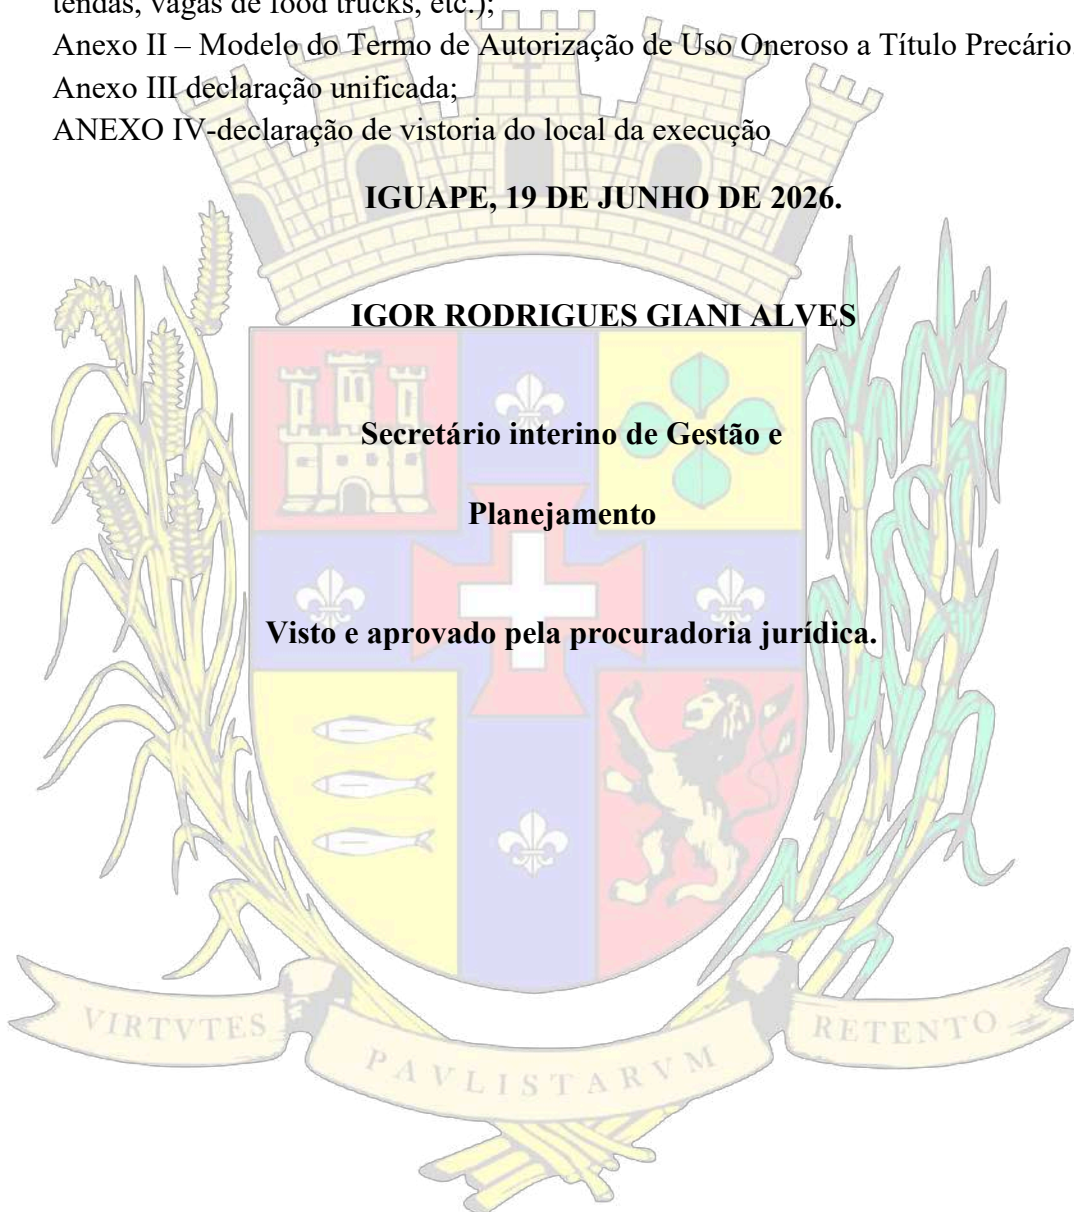 tendas, vagas de food trucks, etc.);
Anexo II – Modelo do Termo de Autorização de Uso Oneroso a Título Precário
Anexo III declaração unificada;
ANEXO IV-declaração de vistoria do local da execução
IGUAPE, 19 DE JUNHO DE 2026.
IGOR RODRIGUES GIANI ALVES
Secretário interino de Gestão e
Planejamento
Visto e aprovado pela procuradoria jurídica.
VIRTVTES PAVLISTARVM RETENTO